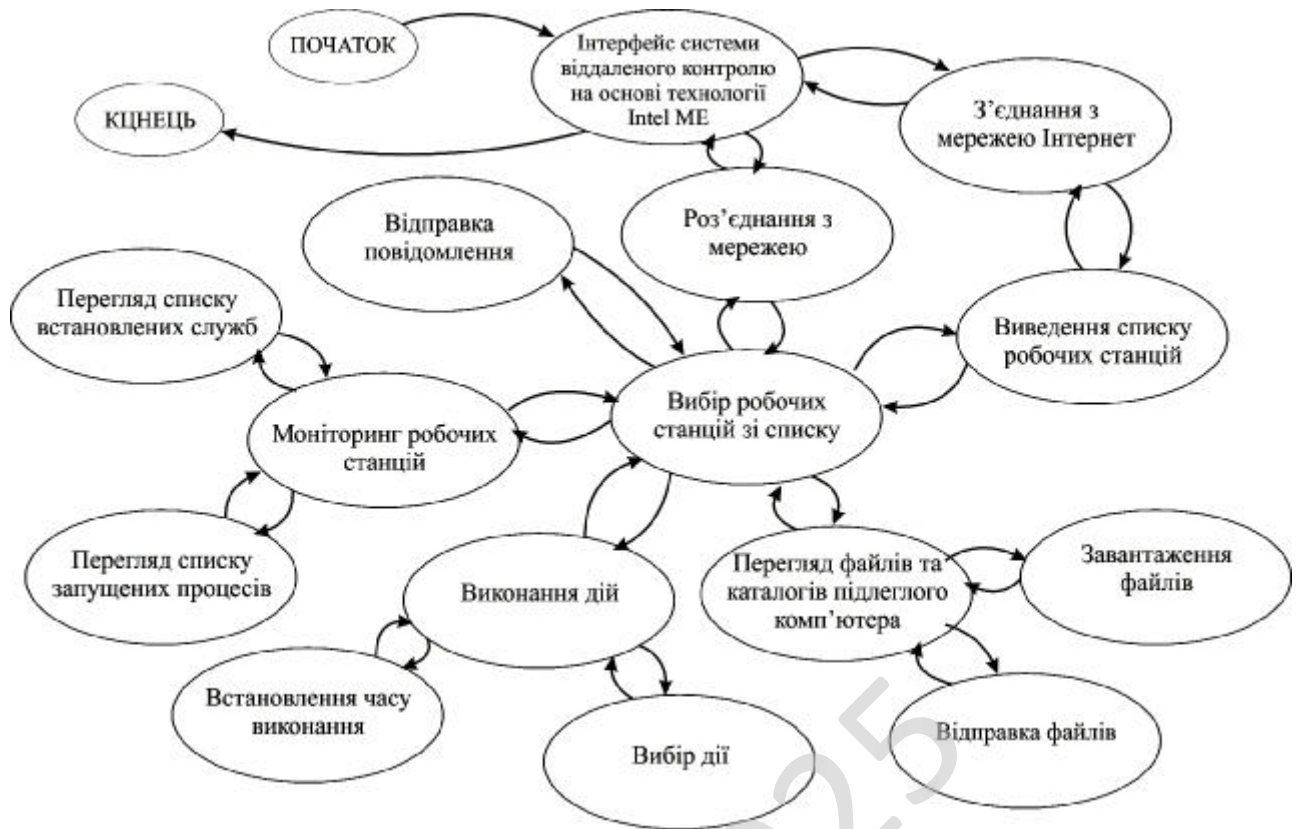 ПОЧАТОК
Інтерфейс системи
віддаленого контролю
на основі технології
Intel ME
КЦНЕЦЬ
З’єднання з
мережею Інтернет
Відправка
повідомлення
Роз’єднання з
мережею
Перегляд списку
встановлених служб
Виведення списку
робочих станцій
Вибір робочих
станцій зі списку
Моніторинг робочих
станцій
Перегляд списку
запущених процесів
Виконання дій
Перегляд файлів та
каталогів підлеглого
комп’ютера
Завантаження
файлів
Встановлення часу
виконання
Вибір дії
Відправка файлів